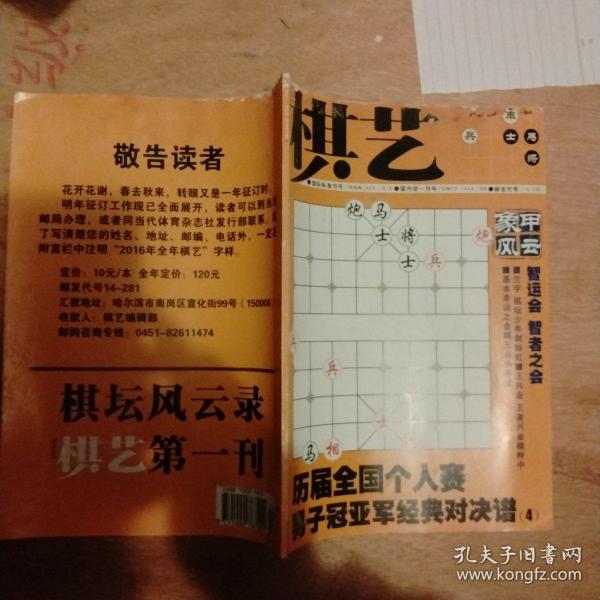 敬告读者
花开花谢，春去秋来，转眼又是一年征订时，
明年征订工作现已全面展开，读者可以到当
邮局办理，或者同当代体育杂志社发行部联系。
了写清楚您的姓名、地址、邮编、电话外，一定
附言栏中注明“2016年全年棋艺”字样。
定价：10元/本 全年定价：120元
邮发代号14-281
汇款地址：哈尔滨市南岗区宣化街99号（150008
收款人：棋艺编辑部
邮购咨询专线：0451-82611474
棋坛风云录
棋艺第一刊
棋艺
兵 士 将
象甲
风云
智运会 智者之会
炮 马
士 将 炮
士 兵
兵
炮
士
马 相
历届全国个人赛
男子冠亚军经典对决谱（4）
孔夫子旧书网
www.kongfz.com